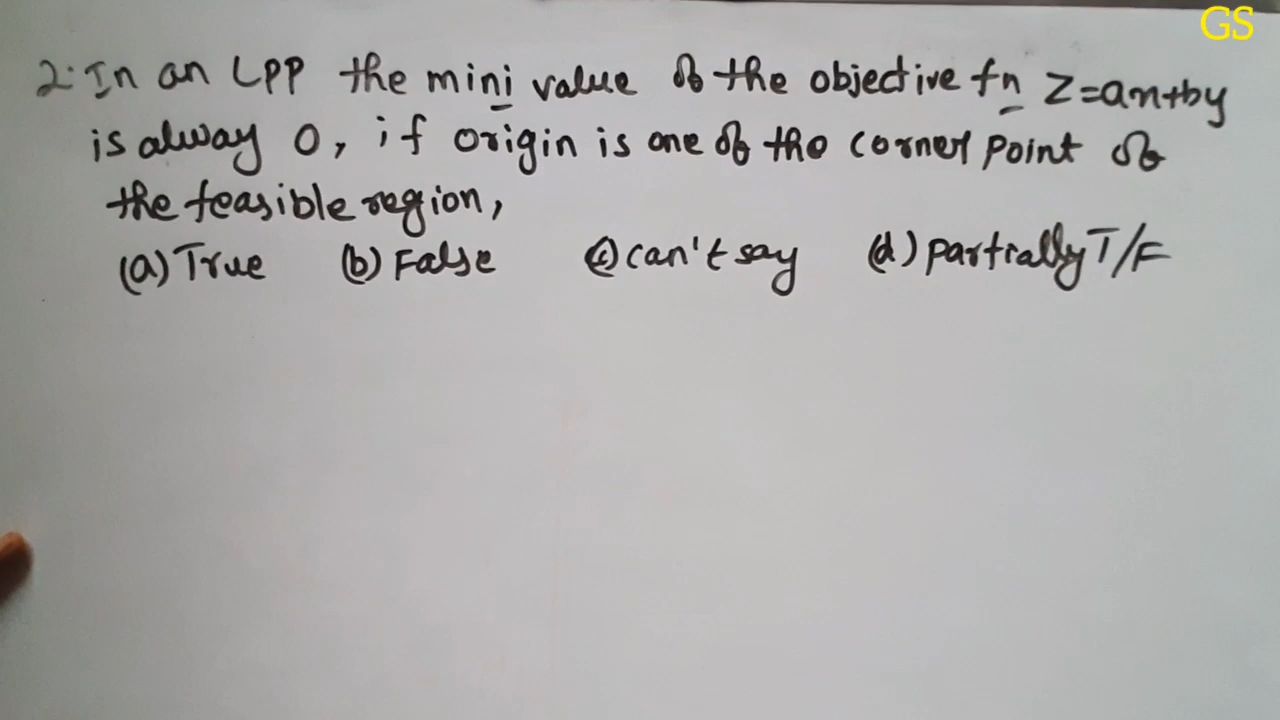 GS
2. In an LPP the mini value of the objective fn Z=ax+by
is alway 0, if origin is one of the corner point of
the feasible region,
(a) True (b) False (c) can't say (d) partially T/F